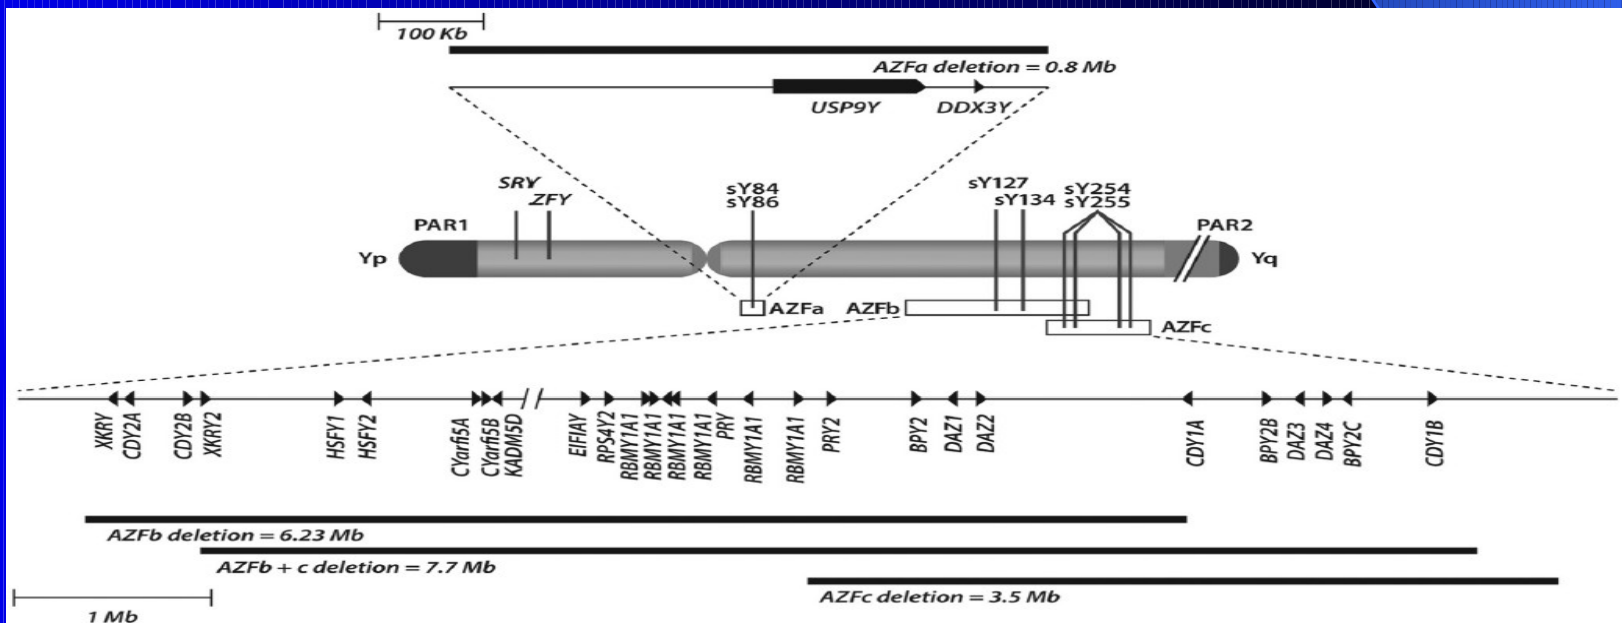 100 Kb
AZFa deletion = 0.8 Mb
USP9Y DDX3Y
SRY
ZFY
sY84
sY86
sY127
sY134
sY254
sY255
PAR1
PAR2
Yp
Yq
AZFa
AZFb
AZFc
XKRY
CDY2A
CDY2B
XKRY2
HSFY1
HSFY2
CYorf15A
CYorf15B
KADM5D
EIFIAY
RPS4Y2
RBMY1A1
RBMY1A1
RBMY1A1
RBMY1A1
PRY
RBMY1A1
RBMY1A1
PRY2
BPY2
DAZ1
DAZ2
CDY1A
BPY2B
DAZ3
DAZ4
BPY2C
CDY1B
AZFb deletion = 6.23 Mb
AZFb + c deletion = 7.7 Mb
AZFc deletion = 3.5 Mb
1 Mb